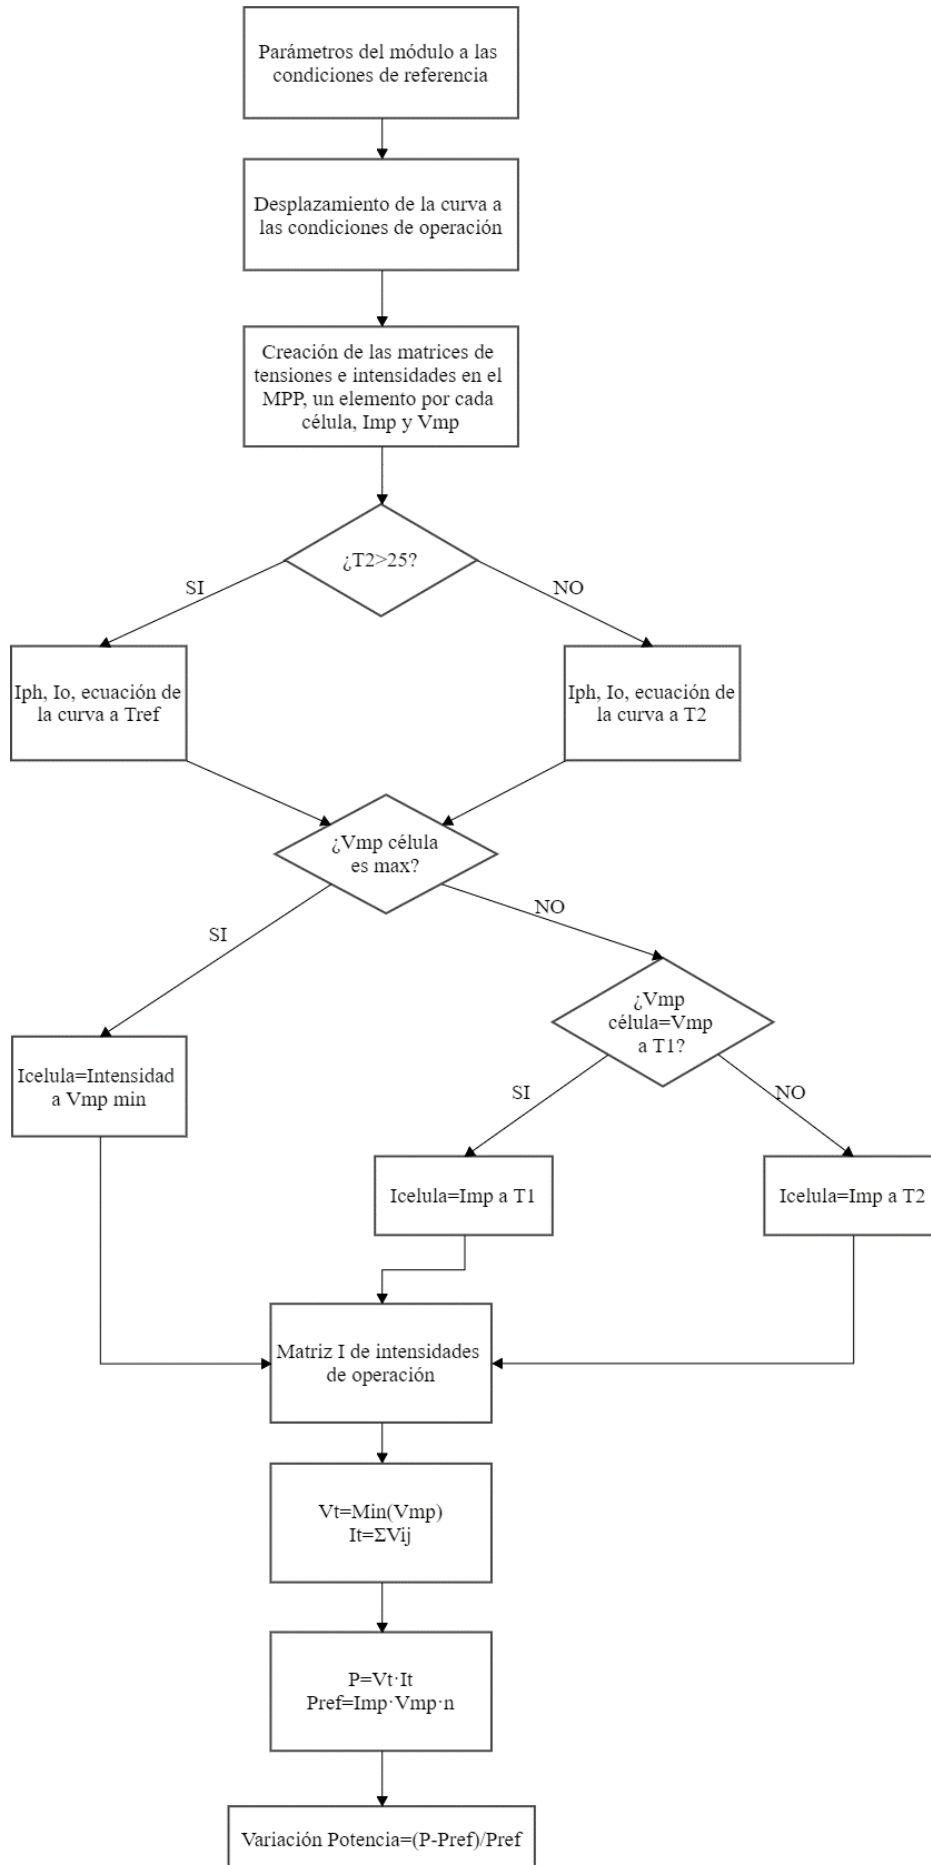 Parámetros del módulo a las
condiciones de referencia
Desplazamiento de la curva a
las condiciones de operación
Creación de las matrices de
tensiones e intensidades en el
MPP, un elemento por cada
célula, Imp y Vmp
¿T2>25?
SI
NO
Iph, Io, ecuación de
la curva a Tref
Iph, Io, ecuación de
la curva a T2
¿Vmp célula
es max?
SI
NO
¿Vmp
célula=Vmp
a T1?
Icelula=Intensidad
a Vmp min
SI
NO
Icelula=Imp a T1
Icelula=Imp a T2
Matriz I de intensidades
de operación
Vt=Min(Vmp)
It=ΣVij
P=Vt·It
Pref=Imp·Vmp·n
Variación Potencia=(P-Pref)/Pref